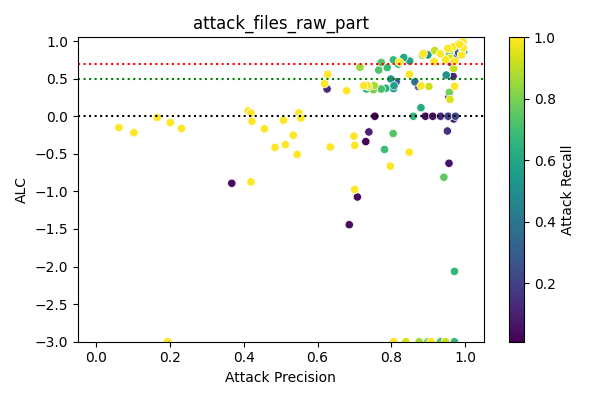 attack_files_raw_part
1.0
0.5
0.0
−0.5
−1.0
−1.5
−2.0
−2.5
−3.0
ALC
0.0 0.2 0.4 0.6 0.8 1.0
Attack Precision
1.0
0.8
0.6
0.4
0.2
Attack Recall